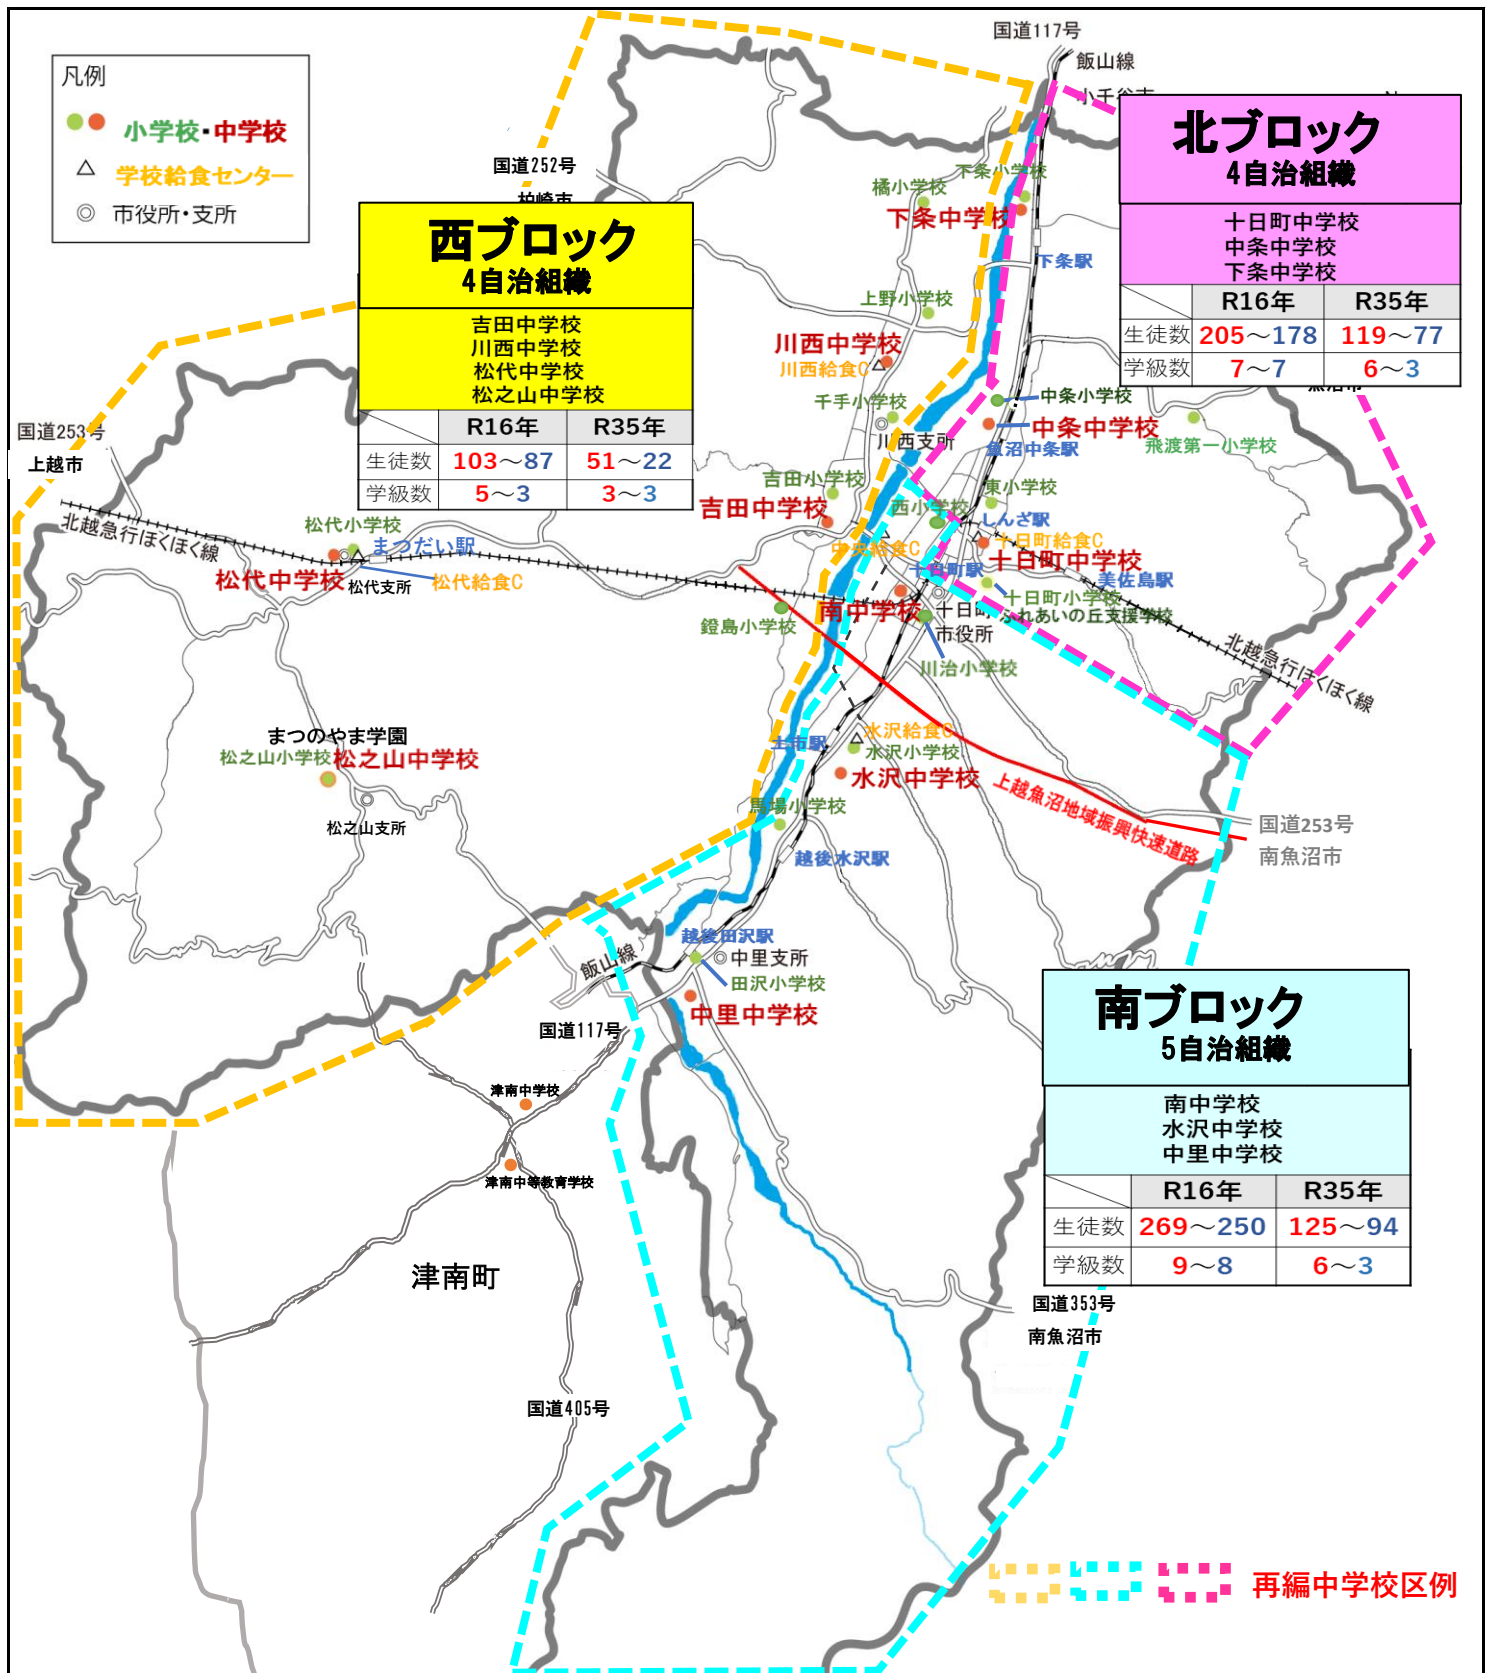 国道117号
飯山線
小千谷市
凡例
小学校・中学校
学校給食センター
市役所・支所
北ブロック
4自治組織
十日町中学校
中条中学校
下条中学校
R16年 R35年
生徒数 205～178 119～77
学級数 7～7 6～3
国道252号
柏崎市
西ブロック
4自治組織
吉田中学校
川西中学校
松代中学校
松之山中学校
R16年 R35年
生徒数 103～87 51～22
学級数 5～3 3～3
下条小学校
橘小学校
下条中学校
下条駅
上野小学校
川西中学校
川西給食C
千手小学校
川西支所
中条小学校
中条中学校
魚沼中条駅
飛渡第一小学校
魚沼市
国道253号
上越市
北越急行ほくほく線
松代小学校
まつだい駅
松代中学校
松代支所
松代給食C
吉田小学校
吉田中学校
東小学校
西小学校
しんざ駅
中央給食C
十日町給食C
十日町中学校
十日町駅
美佐島駅
十日町小学校
ふれあいの丘支援学校
南中学校
十日町
市役所
鐙島小学校
川治小学校
北越急行ほくほく線
まつのやま学園
松之山小学校
松之山中学校
松之山支所
土市駅
水沢給食C
水沢小学校
水沢中学校
馬場小学校
越後水沢駅
上越魚沼地域振興快速道路
国道253号
南魚沼市
越後田沢駅
飯山線
中里支所
田沢小学校
中里中学校
国道117号
南ブロック
5自治組織
南中学校
水沢中学校
中里中学校
R16年 R35年
生徒数 269～250 125～94
学級数 9～8 6～3
津南中学校
津南中等教育学校
津南町
国道353号
南魚沼市
国道405号
再編中学校区例